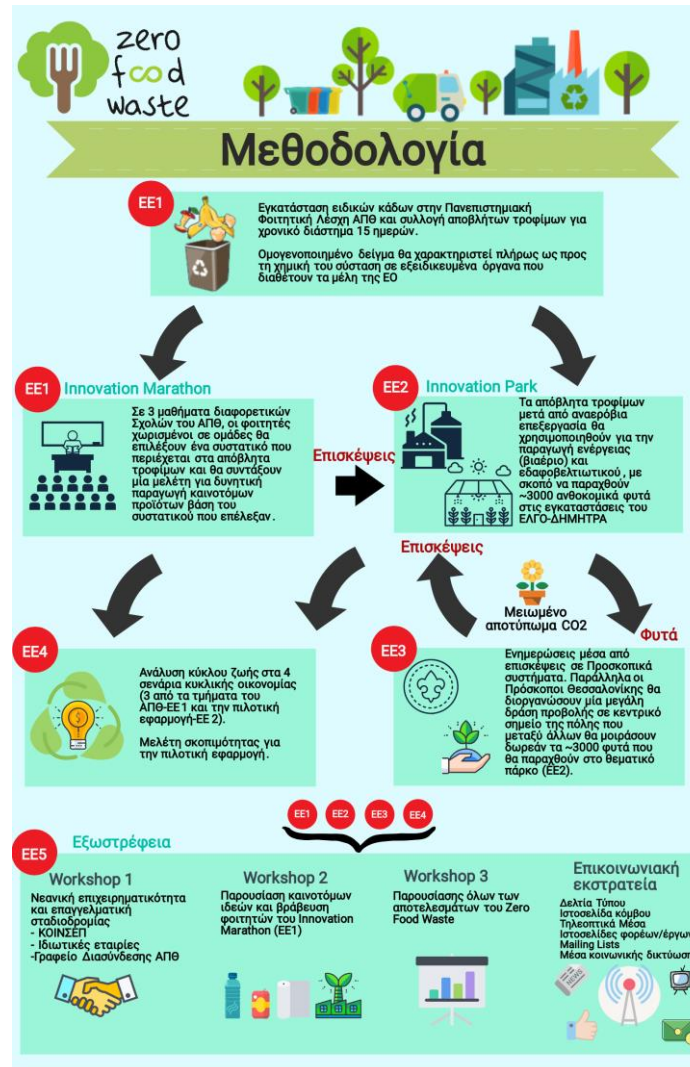 zero
food
waste
Μεθοδολογία
ΕΕ1
Εγκατάσταση ειδικών κάδων στην Πανεπιστημιακή
Φοιτητική Λέσχη ΑΠΘ και συλλογή αποβλήτων τροφίμων για
χρονικό διάστημα 15 ημερών.
Ομογενοποιημένο δείγμα θα χαρακτηριστεί πλήρως ως προς
τη χημική του σύσταση σε εξειδικευμένα όργανα που
διαθέτουν τα μέλη της ΕΟ
ΕΕ1
Innovation Marathon
Σε 3 μαθήματα διαφορετικών
Σχολών του ΑΠΘ, οι φοιτητές
χωρισμένοι σε ομάδες θα
επιλέξουν ένα συστατικό που
περιέχεται στα απόβλητα
τροφίμων και θα συντάξουν
μία μελέτη για δυνητική
παραγωγή καινοτόμων
προϊότων βάση του
συστατικού που επέλεξαν.
Επισκέψεις
ΕΕ2
Innovation Park
Τα απόβλητα τροφίμων
μετά από αναερόβια
επεξεργασία θα
χρησιμοποιηθούν για την
παραγωγή ενέργειας
(βιαέριο) και
εδαφοβελτιωτικού, με
σκοπό να παραχθούν
~3000 ανθοκομικά φυτά
στις εγκαταστάσεις του
ΕΛΓΟ-ΔΗΜΗΤΡΑ
Επισκέψεις
Μειωμένο
αποτύπωμα CO2
Φυτά
ΕΕ4
Ανάλυση κύκλου ζωής στα 4
σενάρια κυκλικής οικονομίας
(3 από τα τμήματα του
ΑΠΘ-ΕΕ1 και την πιλοτική
εφαρμογή-ΕΕ2).
Μελέτη σκοπιμότητας για
την πιλοτική εφαρμογή.
ΕΕ3
Ενημερώσεις μέσα από
επισκέψεις σε Προσκοπικά
συστήματα. Παράλληλα οι
Πρόσκοποι Θεσσαλονίκης θα
διοργανώσουν μία μεγάλη
δράση προβολής σε κεντρικό
σημείο της πόλης που
μεταξύ άλλων θα μοιράσουν
δωρεάν τα ~3000 φυτά που
θα παραχθούν στο θεματικό
πάρκο (ΕΕ2).
ΕΕ1 ΕΕ2 ΕΕ3 ΕΕ4
ΕΕ5
Εξωστρέφεια
Workshop 1
Νεανική επιχειρηματικότητα
και επαγγελματική
σταδιοδρομίας
- ΚΟΙΝΣΕΠ
- Ιδιωτικές εταιρίες
-Γραφείο Διασύνδεσης ΑΠΘ
Workshop 2
Παρουσίαση καινοτόμων
ιδεών και βράβευση
φοιτητών του Innovation
Marathon (ΕΕ1)
Workshop 3
Παρουσίασης όλων των
αποτελεσμάτων του Zero
Food Waste
Επικοινωνιακή
εκστρατεία
Δελτία Τύπου
Ιστοσελίδα κόμβου
Τηλεοπτικά Μέσα
Ιστοσελίδες φορέων/έργων
Mailing Lists
Μέσα κοινωνικής δικτύωση
NEWS